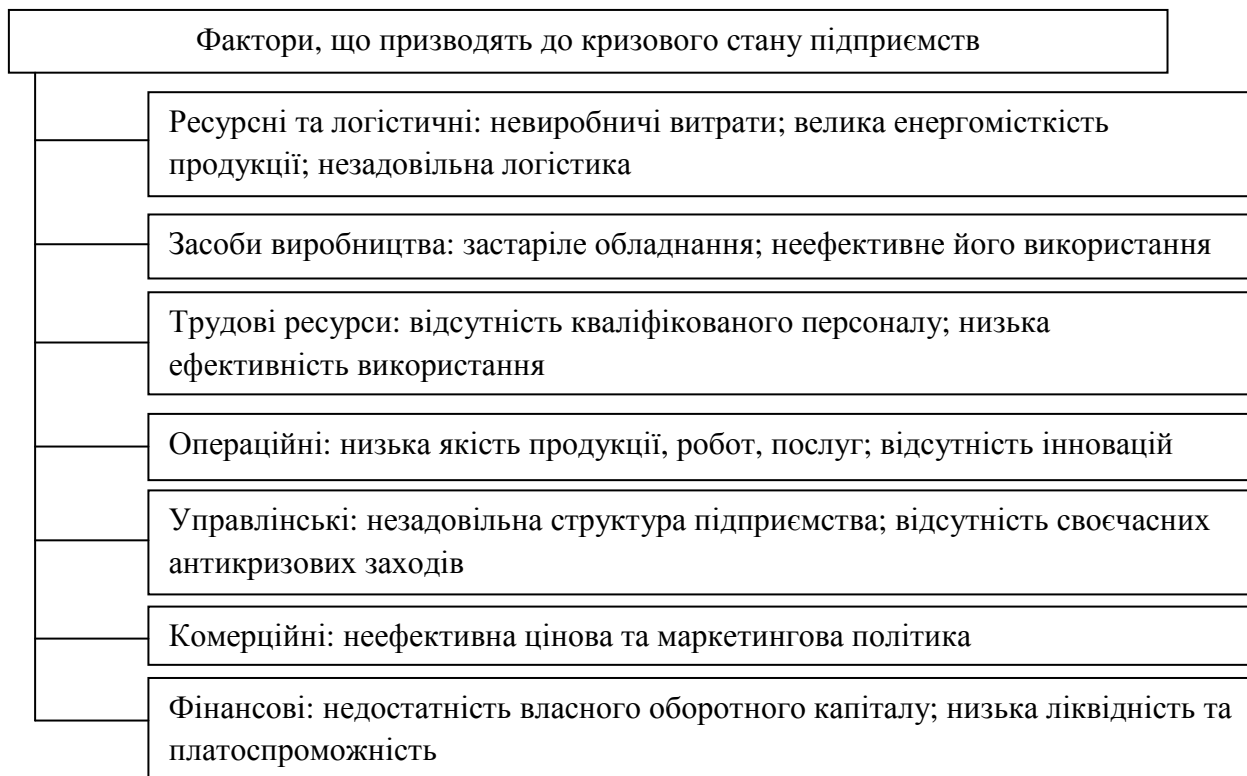 Фактори, що призводять до кризового стану підприємств
Ресурсні та логістичні: невиробничі витрати; велика енергомісткість
продукції; незадовільна логістика
Засоби виробництва: застаріле обладнання; неефективне його використання
Трудові ресурси: відсутність кваліфікованого персоналу; низька
ефективність використання
Операційні: низька якість продукції, робот, послуг; відсутність інновацій
Управлінські: незадовільна структура підприємства; відсутність своєчасних
антикризових заходів
Комерційні: неефективна цінова та маркетингова політика
Фінансові: недостатність власного оборотного капіталу; низька ліквідність та
платоспроможність